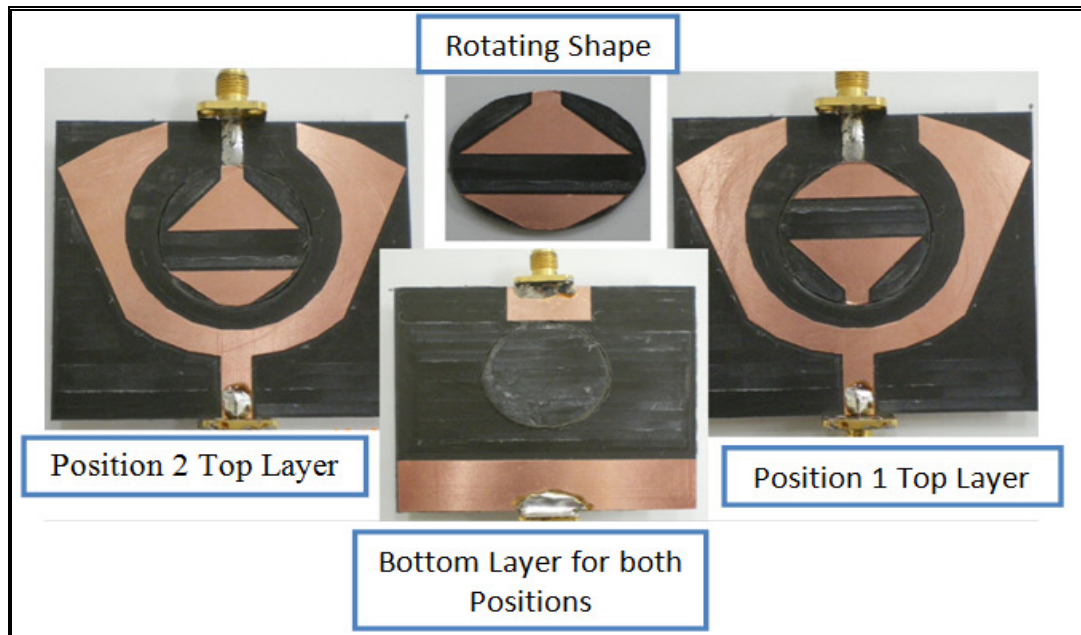 Rotating Shape
Position 2 Top Layer
Position 1 Top Layer
Bottom Layer for both
Positions